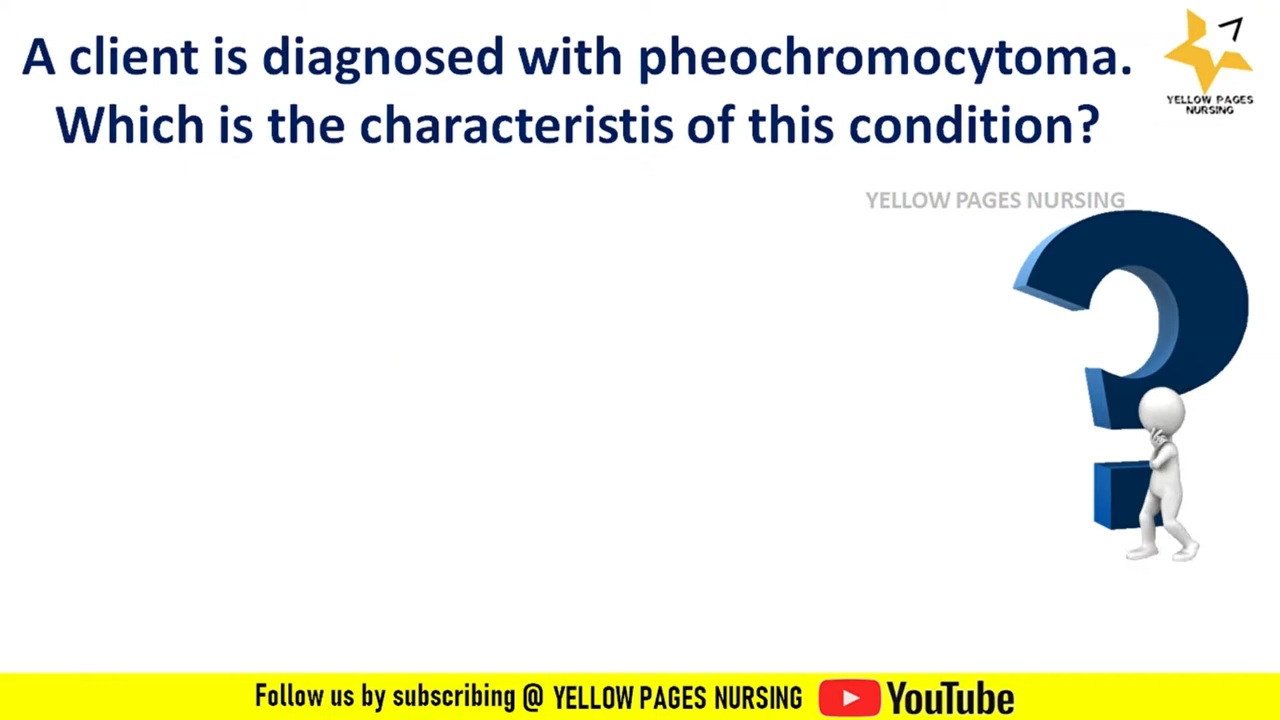 A client is diagnosed with pheochromocytoma.
Which is the characteristis of this condition?
YELLOW PAGES
NURSING
YELLOW PAGES NURSING
Follow us by subscribing @ YELLOW PAGES NURSING YouTube